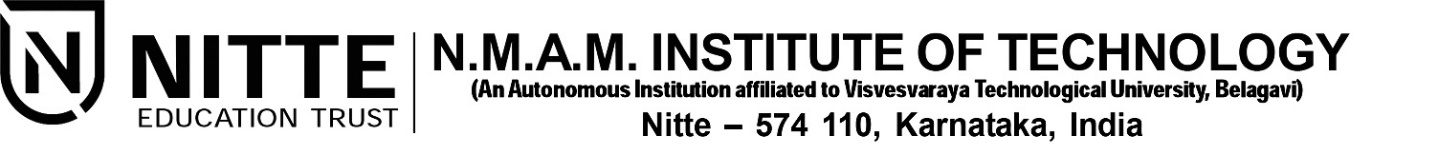 N
NITTE
EDUCATION TRUST
N.M.A.M. INSTITUTE OF TECHNOLOGY
(An Autonomous Institution affiliated to Visvesvaraya Technological University, Belagavi)
Nitte – 574 110, Karnataka, India